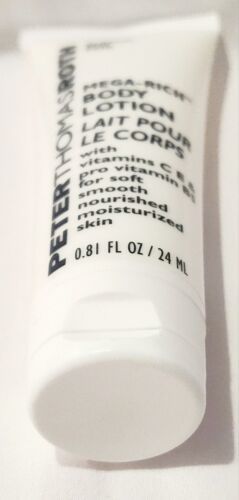 PETERTHOMASROTH
MEGA-RICH™
BODY
LOTION
LAIT POUR
LE CORPS
with
vitamins C E A
pro vitamin B5
for soft
smooth
nourished
moisturized
skin
0.81 FL OZ / 24 ML